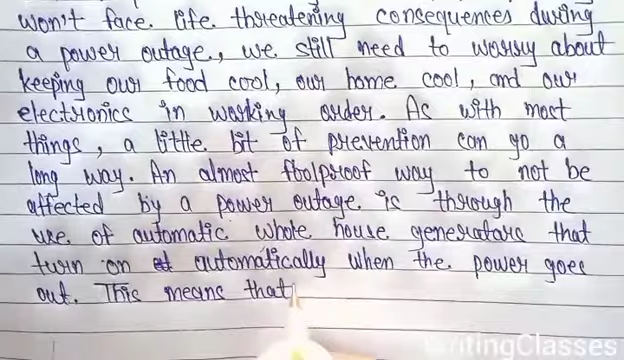 won't face life threatening consequences during
a power outage, we still need to worry about
keeping our food cool, our home cool, and our
electronics in working order. As with most
things, a little bit of prevention can go a
long way. An almost foolproof way to not be
affected by a power outage is through the
use of automatic whole house generators that
turn on automatically when the power goes
out. This means that
WritingClasses